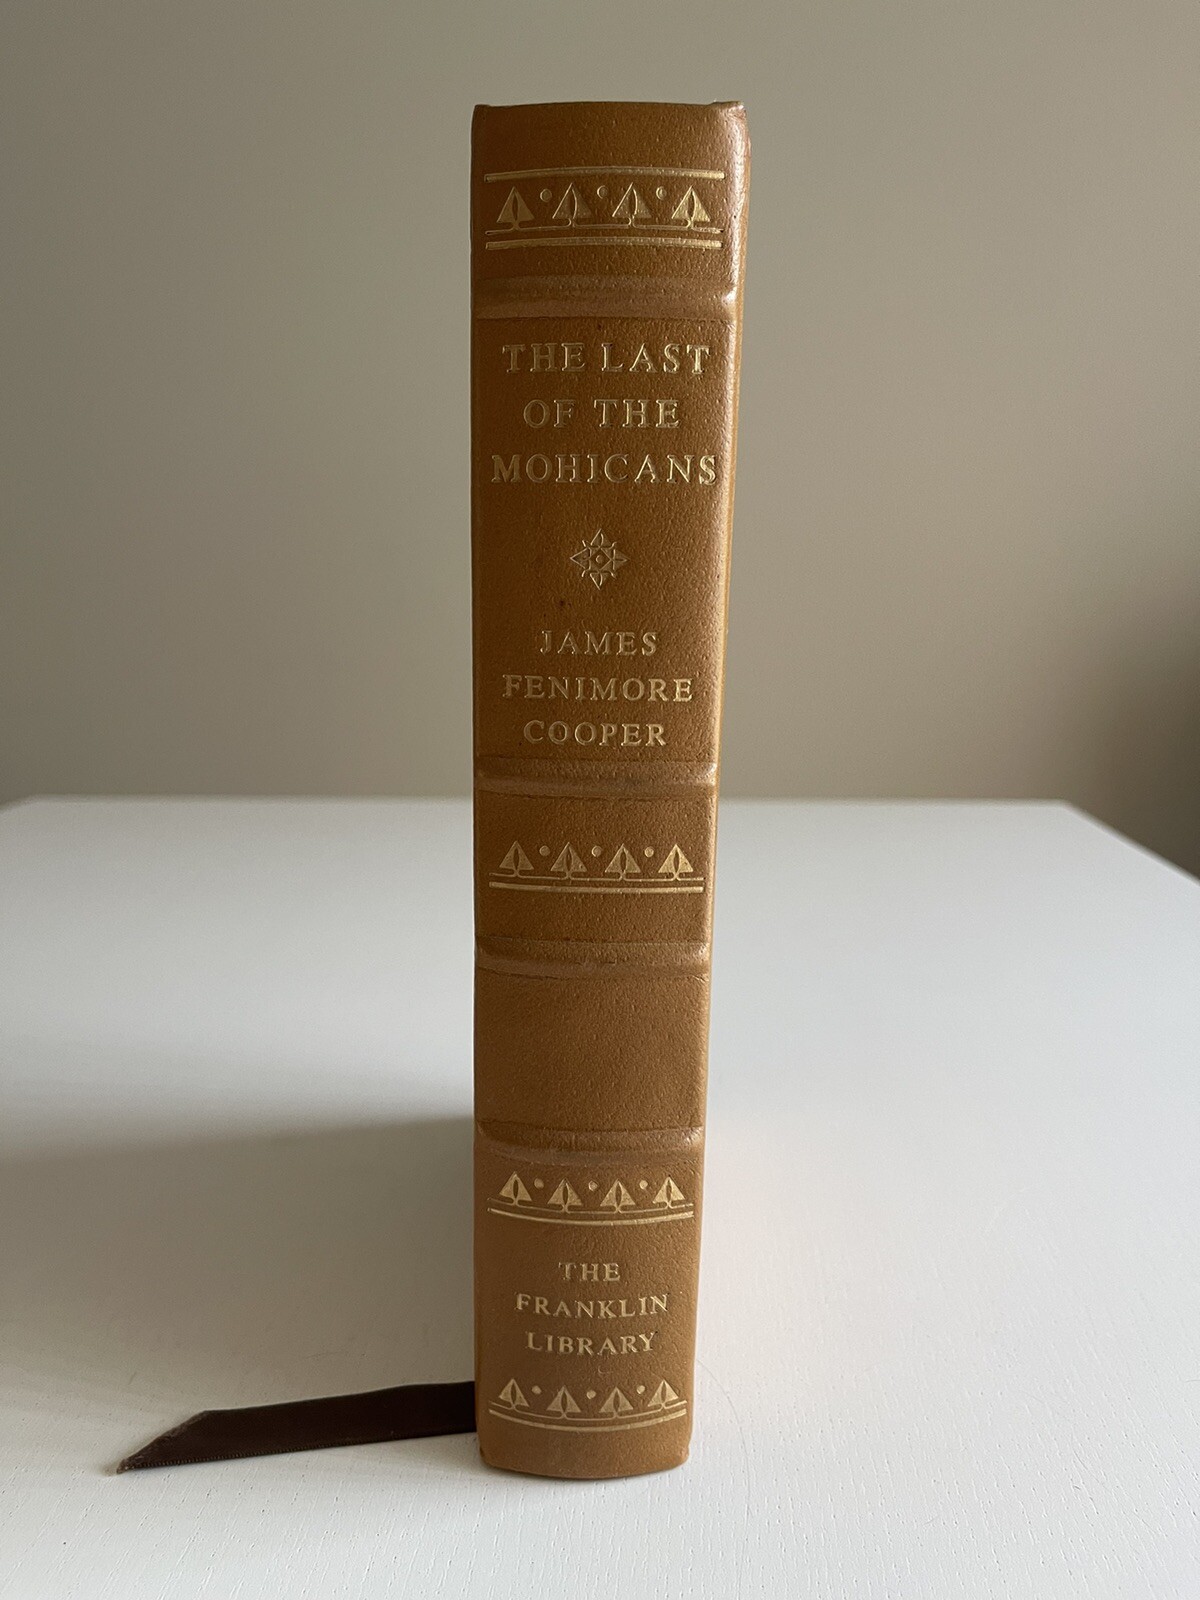 THE LAST
OF THE
MOHICANS
JAMES
FENIMORE
COOPER
THE
FRANKLIN
LIBRARY